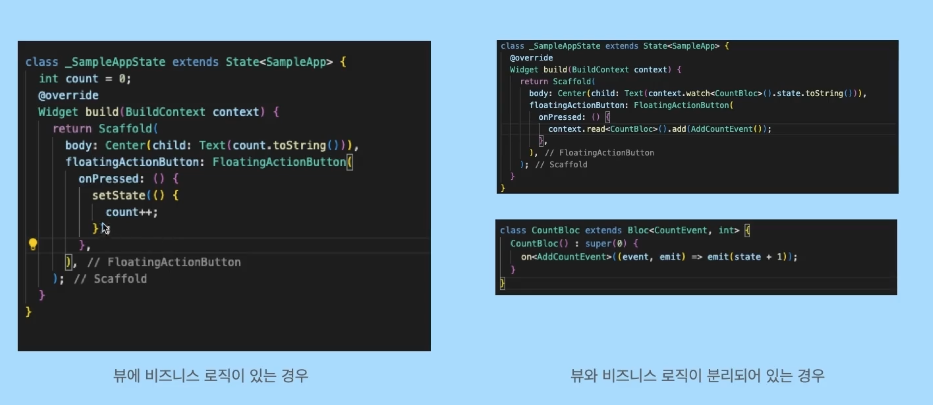 class _SampleAppState extends State<SampleApp> {
int count = 0;
@override
Widget build(BuildContext context) {
return Scaffold(
body: Center(child: Text(count.toString())),
floatingActionButton: FloatingActionButton(
onPressed: () {
setState(() {
count++;
}
},
), // FloatingActionButton
); // Scaffold
}
}
뷰에 비즈니스 로직이 있는 경우
class _SampleAppState extends State<SampleApp> {
@override
Widget build(BuildContext context) {
return Scaffold(
body: Center(child: Text(context.watch<CountBloc>().state.toString())),
floatingActionButton: FloatingActionButton(
onPressed: () {
context.read<CountBloc>().add(AddCountEvent());
},
), // FloatingActionButton
); // Scaffold
}
}
class CountBloc extends Bloc<CountEvent, int> {
CountBloc() : super(0) {
on<AddCountEvent>((event, emit) => emit(state + 1));
}
}
뷰와 비즈니스 로직이 분리되어 있는 경우